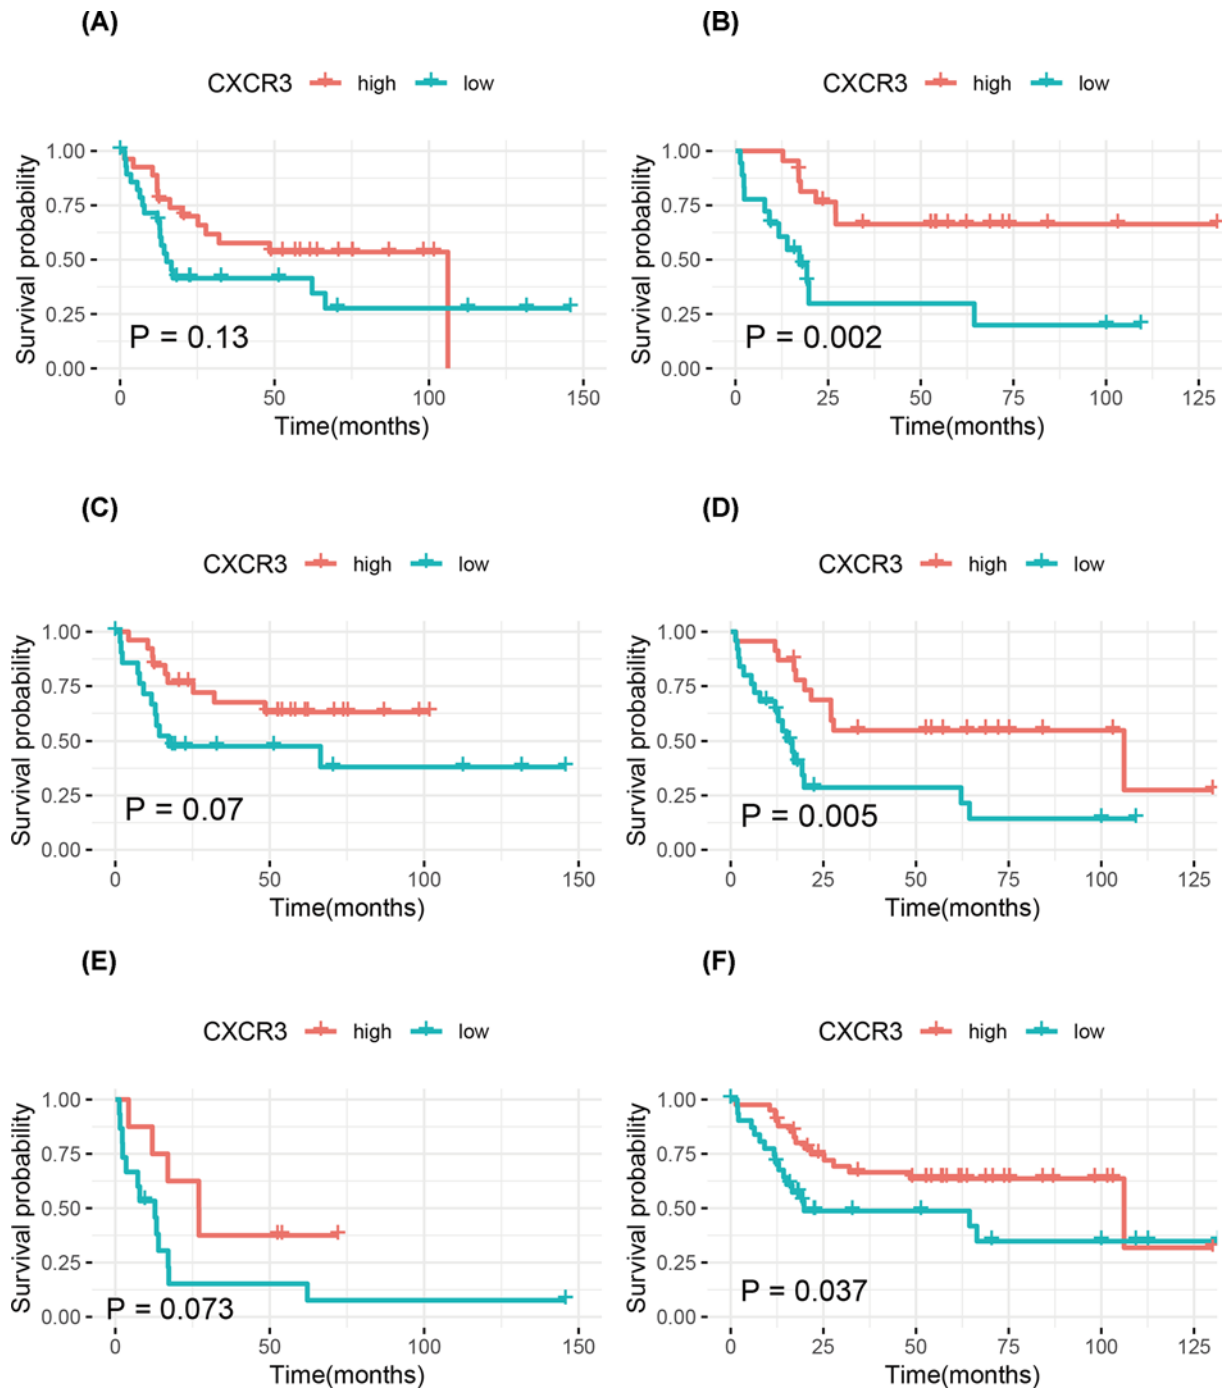 (A)
CXCR3 high low
Survival probability
1.00
0.75
0.50
0.25
0.00
P = 0.13
0 50 100 150
Time(months)
(B)
CXCR3 high low
Survival probability
1.00
0.75
0.50
0.25
0.00
P = 0.002
0 25 50 75 100 125
Time(months)
(C)
CXCR3 high low
Survival probability
1.00
0.75
0.50
0.25
0.00
P = 0.07
0 50 100 150
Time(months)
(D)
CXCR3 high low
Survival probability
1.00
0.75
0.50
0.25
0.00
P = 0.005
0 25 50 75 100 125
Time(months)
(E)
CXCR3 high low
Survival probability
1.00
0.75
0.50
0.25
0.00
P = 0.073
0 50 100 150
Time(months)
(F)
CXCR3 high low
Survival probability
1.00
0.75
0.50
0.25
0.00
P = 0.037
0 25 50 75 100 125
Time(months)